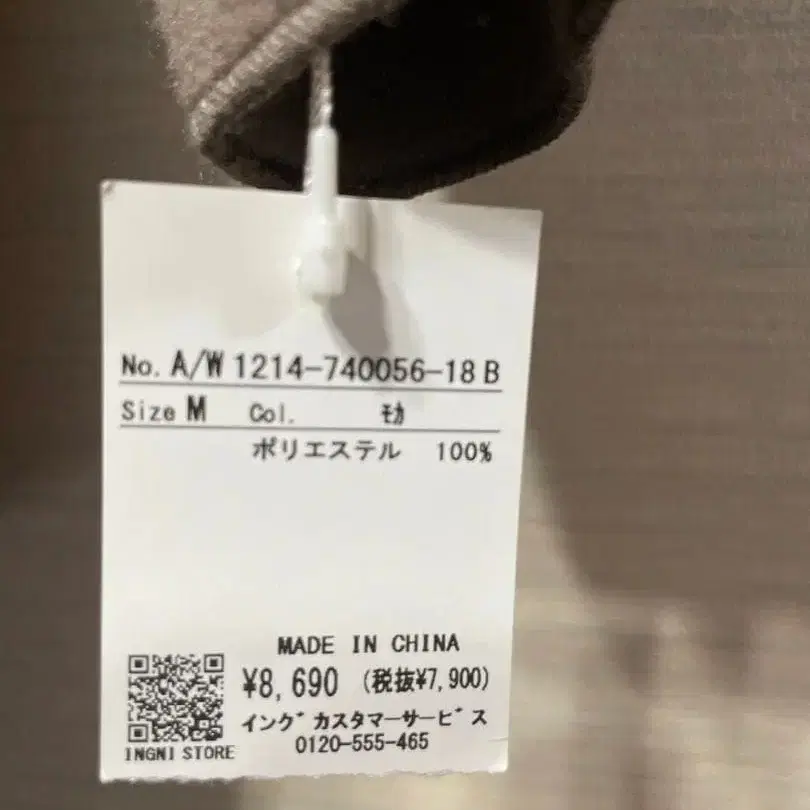 No. A/W 1214-740056-18 B
Size M Col. ﾓｶ
ポリエステル 100%
MADE IN CHINA
¥8,690 (税抜¥7,900)
イング゛カスタマーサービ゛ス
INGNI STORE
0120-555-465